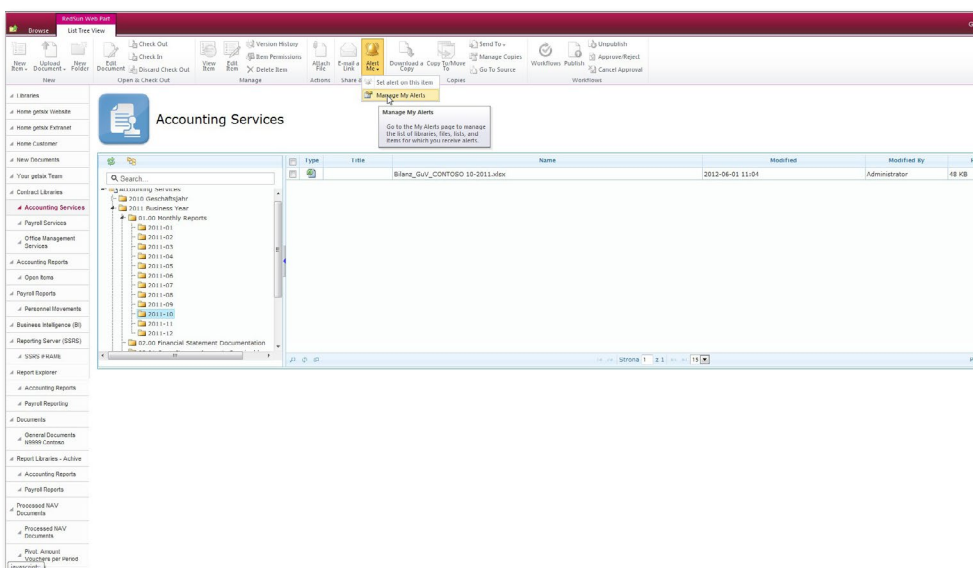 RedSun Web Part
Browse
List Tree View
New Item
Upload Document
New Folder
New
Edit Document
Check Out
Check In
Discard Check Out
Open & Check Out
View Item
Edit Item
Version History
Item Permissions
Delete Item
Manage
Attach File
Actions
E-mail a Link
Alert Me
Share &
Download a Copy
Copy To/Move To
Send To
Manage Copies
Go To Source
Copies
Workflows
Publish
Unpublish
Approve/Reject
Cancel Approval
Workflows
Set alert on this item
Manage My Alerts
Manage My Alerts
Go to the My Alerts page to manage
the list of libraries, files, lists, and
items for which you receive alerts.
Accounting Services
Libraries
Home getsix Website
Home getsix Extranet
Home Customer
New Documents
Your getsix Team
Contract Libraries
Accounting Services
Payroll Services
Office Management
Services
Accounting Reports
Open Items
Payroll Reports
Personnel Movements
Business Intelligence (BI)
Reporting Server (SSRS)
SSRS IFRAME
Report Explorer
Accounting Reports
Payroll Reporting
Documents
General Documents
N9999 Contoso
Report Libraries - Achive
Accounting Reports
Payroll Reports
Processed NAV
Documents
Processed NAV
Documents
Pivot: Amount
Vouchers per Period
javascript:
Search...
Accounting Services
2010 Geschäftsjahr
2011 Business Year
01.00 Monthly Reports
2011-01
2011-02
2011-03
2011-04
2011-05
2011-06
2011-07
2011-08
2011-09
2011-10
2011-11
2011-12
02.00 Financial Statement Documentation
Type Title Name Modified Modified By
Bilanz_GuV_CONTOSO 10-2011.xlsx 2012-06-01 11:04 Administrator 48 KB
Strona 1 z 1 15